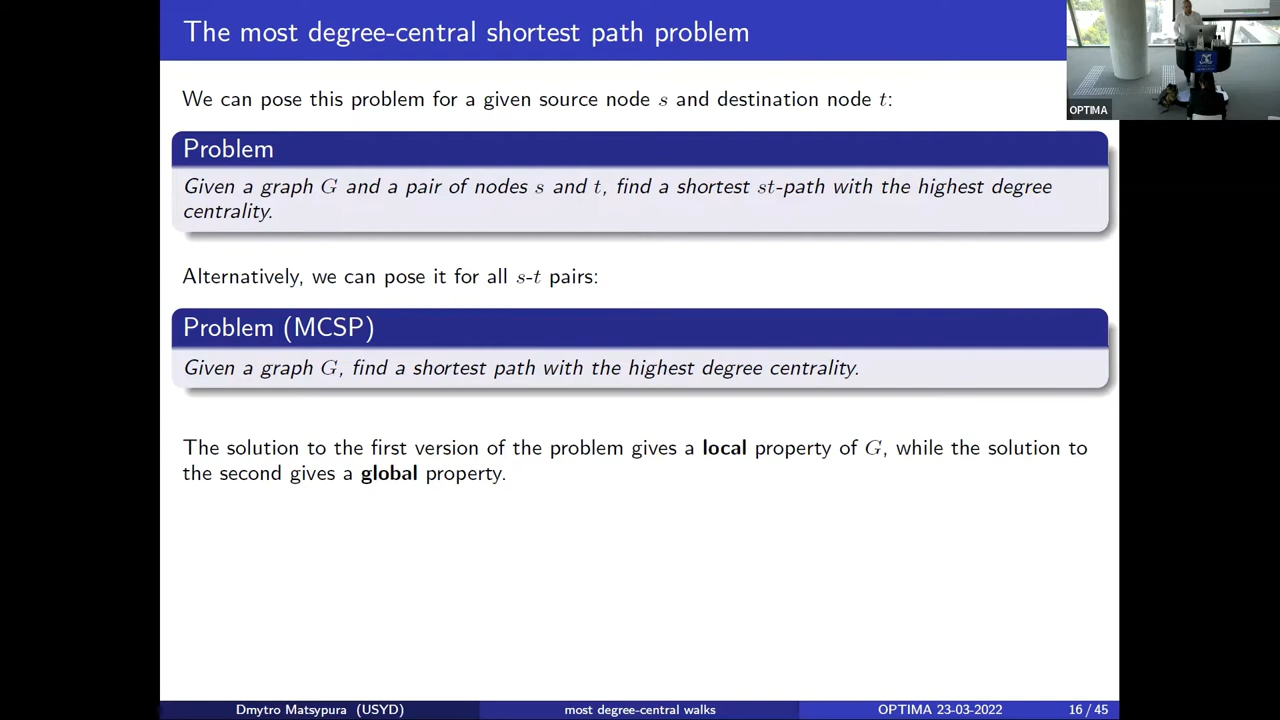 The most degree-central shortest path problem
OPTIMA
We can pose this problem for a given source node s and destination node t:
Problem
Given a graph G and a pair of nodes s and t, find a shortest st-path with the highest degree
centrality.
Alternatively, we can pose it for all s-t pairs:
Problem (MCSP)
Given a graph G, find a shortest path with the highest degree centrality.
The solution to the first version of the problem gives a local property of G, while the solution to
the second gives a global property.
Dmytro Matsypura (USYD)
most degree-central walks
OPTIMA 23-03-2022
16 / 45